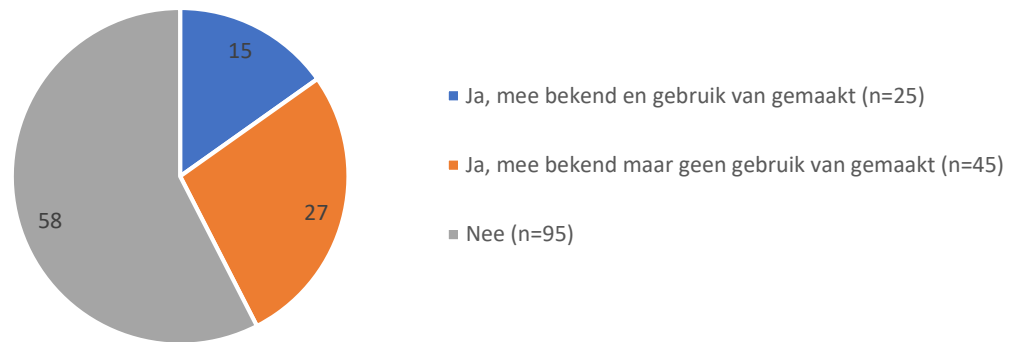 15
27
58
Ja, mee bekend en gebruik van gemaakt (n=25)
Ja, mee bekend maar geen gebruik van gemaakt (n=45)
Nee (n=95)